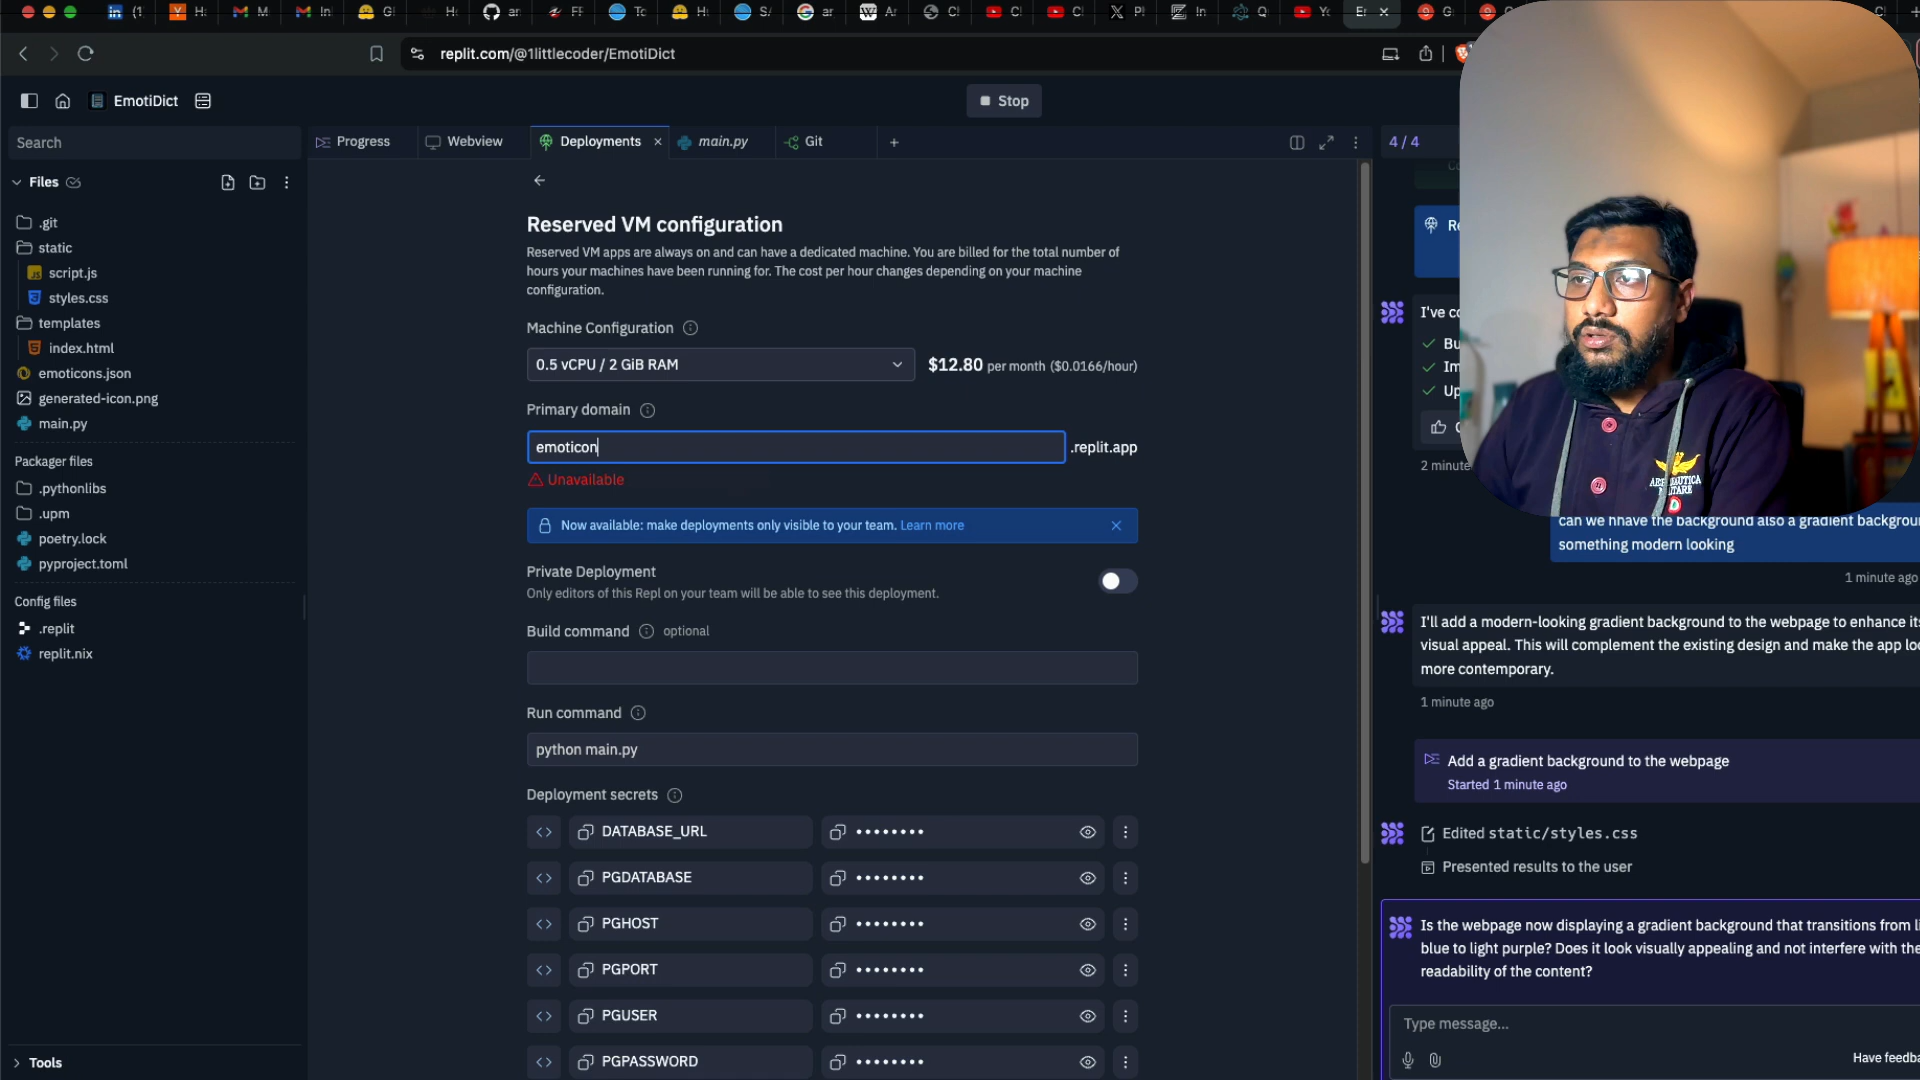 replit.com/@1littlecoder/EmotiDict
EmotiDict
Stop
Search
Progress
Webview
Deployments
main.py
Git
4 / 4
Files
.git
static
script.js
styles.css
templates
index.html
emoticons.json
generated-icon.png
main.py
Packager files
.pythonlibs
.upm
poetry.lock
pyproject.toml
Config files
.replit
replit.nix
Tools
Reserved VM configuration
Reserved VM apps are always on and can have a dedicated machine. You are billed for the total number of
hours your machines have been running for. The cost per hour changes depending on your machine
configuration.
Machine Configuration
0.5 vCPU / 2 GiB RAM
$12.80 per month ($0.0166/hour)
Primary domain
emoticon
.replit.app
Unavailable
Now available: make deployments only visible to your team. Learn more
Private Deployment
Only editors of this Repl on your team will be able to see this deployment.
Build command optional
Run command
python main.py
Deployment secrets
DATABASE_URL
PGDATABASE
PGHOST
PGPORT
PGUSER
PGPASSWORD
I've co
Bu
Im
Up
2 minute
can we nhave the background also a gradient backgrou
something modern looking
1 minute ago
I'll add a modern-looking gradient background to the webpage to enhance its
visual appeal. This will complement the existing design and make the app loo
more contemporary.
1 minute ago
Add a gradient background to the webpage
Started 1 minute ago
Edited static/styles.css
Presented results to the user
Is the webpage now displaying a gradient background that transitions from li
blue to light purple? Does it look visually appealing and not interfere with the
readability of the content?
Type message...
Have feedba